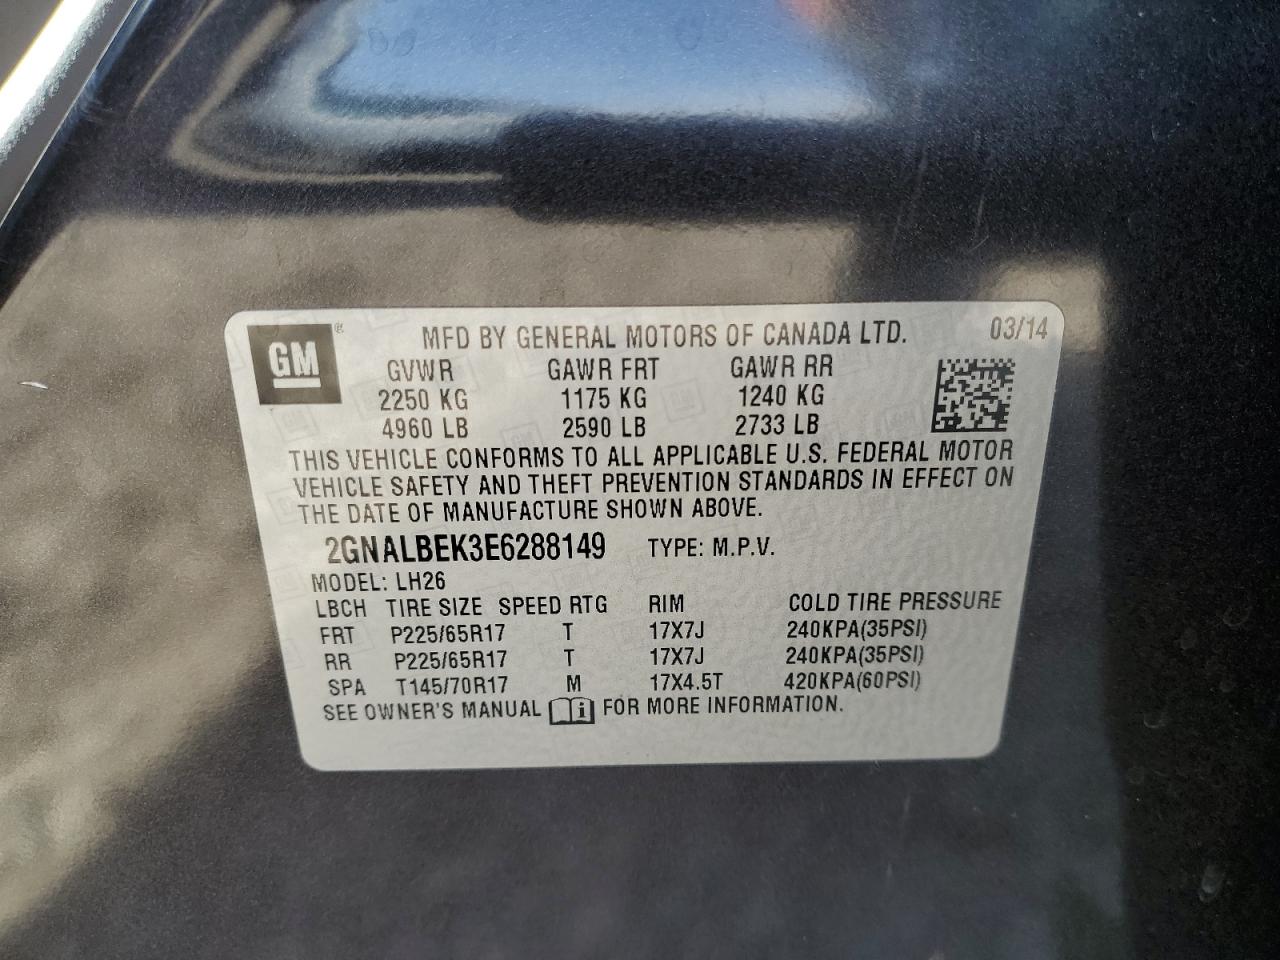 GM ® MFD BY GENERAL MOTORS OF CANADA LTD. 03/14
GVWR GAWR FRT GAWR RR
2250 KG 1175 KG 1240 KG
4960 LB 2590 LB 2733 LB
THIS VEHICLE CONFORMS TO ALL APPLICABLE U.S. FEDERAL MOTOR
VEHICLE SAFETY AND THEFT PREVENTION STANDARDS IN EFFECT ON
THE DATE OF MANUFACTURE SHOWN ABOVE.
2GNALBEK3E6288149 TYPE: M.P.V.
MODEL: LH26
LBCH TIRE SIZE SPEED RTG RIM COLD TIRE PRESSURE
FRT P225/65R17 T 17X7J 240KPA(35PSI)
RR P225/65R17 T 17X7J 240KPA(35PSI)
SPA T145/70R17 M 17X4.5T 420KPA(60PSI)
SEE OWNER'S MANUAL i FOR MORE INFORMATION.